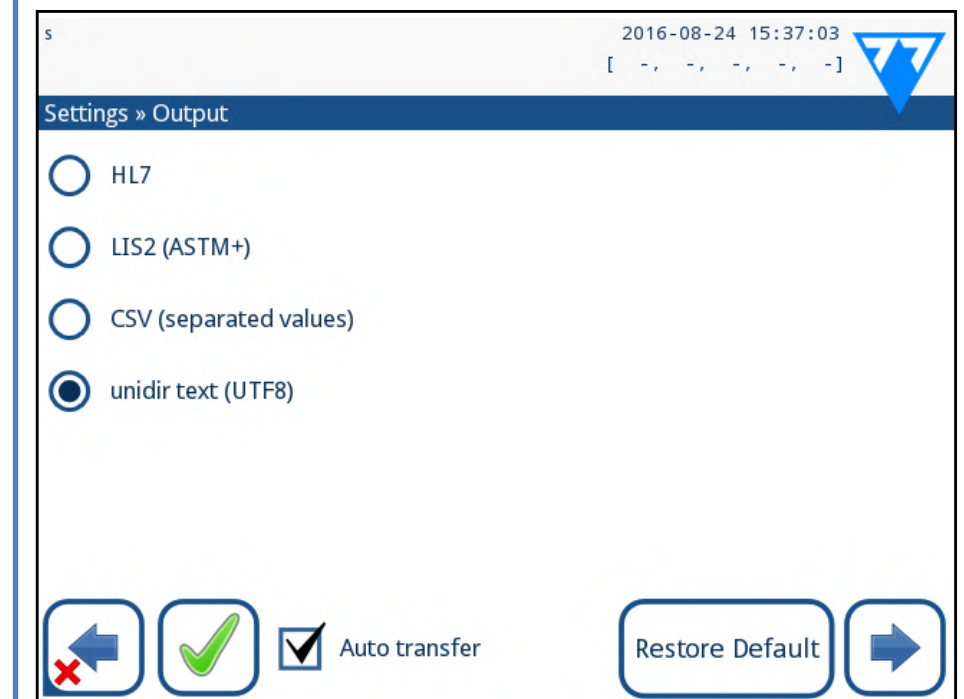 s
2016-08-24 15:37:03
[ -, -, -, -, -]
Settings » Output
HL7
LIS2 (ASTM+)
CSV (separated values)
unidir text (UTF8)
Auto transfer
Restore Default